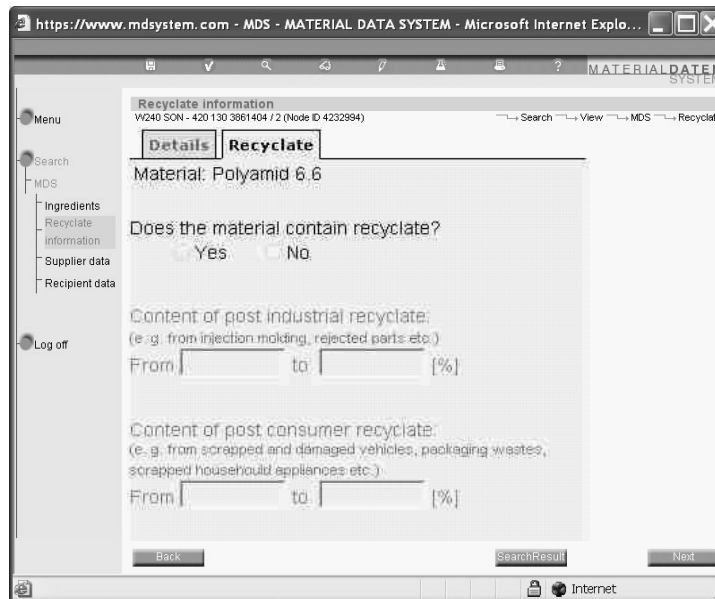 https://www.mdsystem.com - MDS - MATERIAL DATA SYSTEM - Microsoft Internet Explo...
MATERIALDATEN
SYSTEM
Menu
Search
MDS
Ingredients
Recyclate
information
Supplier data
Recipient data
Log off
Recyclate information
W240 SON - 420 130 3861404 / 2 (Node ID 4232994)
Search View MDS Recyclat
Details Recyclate
Material: Polyamid 6.6
Does the material contain recyclate?
Yes No
Content of post industrial recyclate:
(e. g. from injection molding, rejected parts etc.)
From to [%]
Content of post consumer recyclate:
(e. g. from scrapped and damaged vehicles, packaging wastes,
scrapped househould appliances etc.)
From to [%]
Back SearchResult Next
Internet